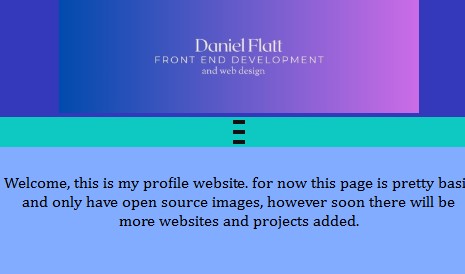 Daniel Flatt
FRONT END DEVELOPMENT
and web design
Welcome, this is my profile website. for now this page is pretty basi
and only have open source images, however soon there will be
more websites and projects added.